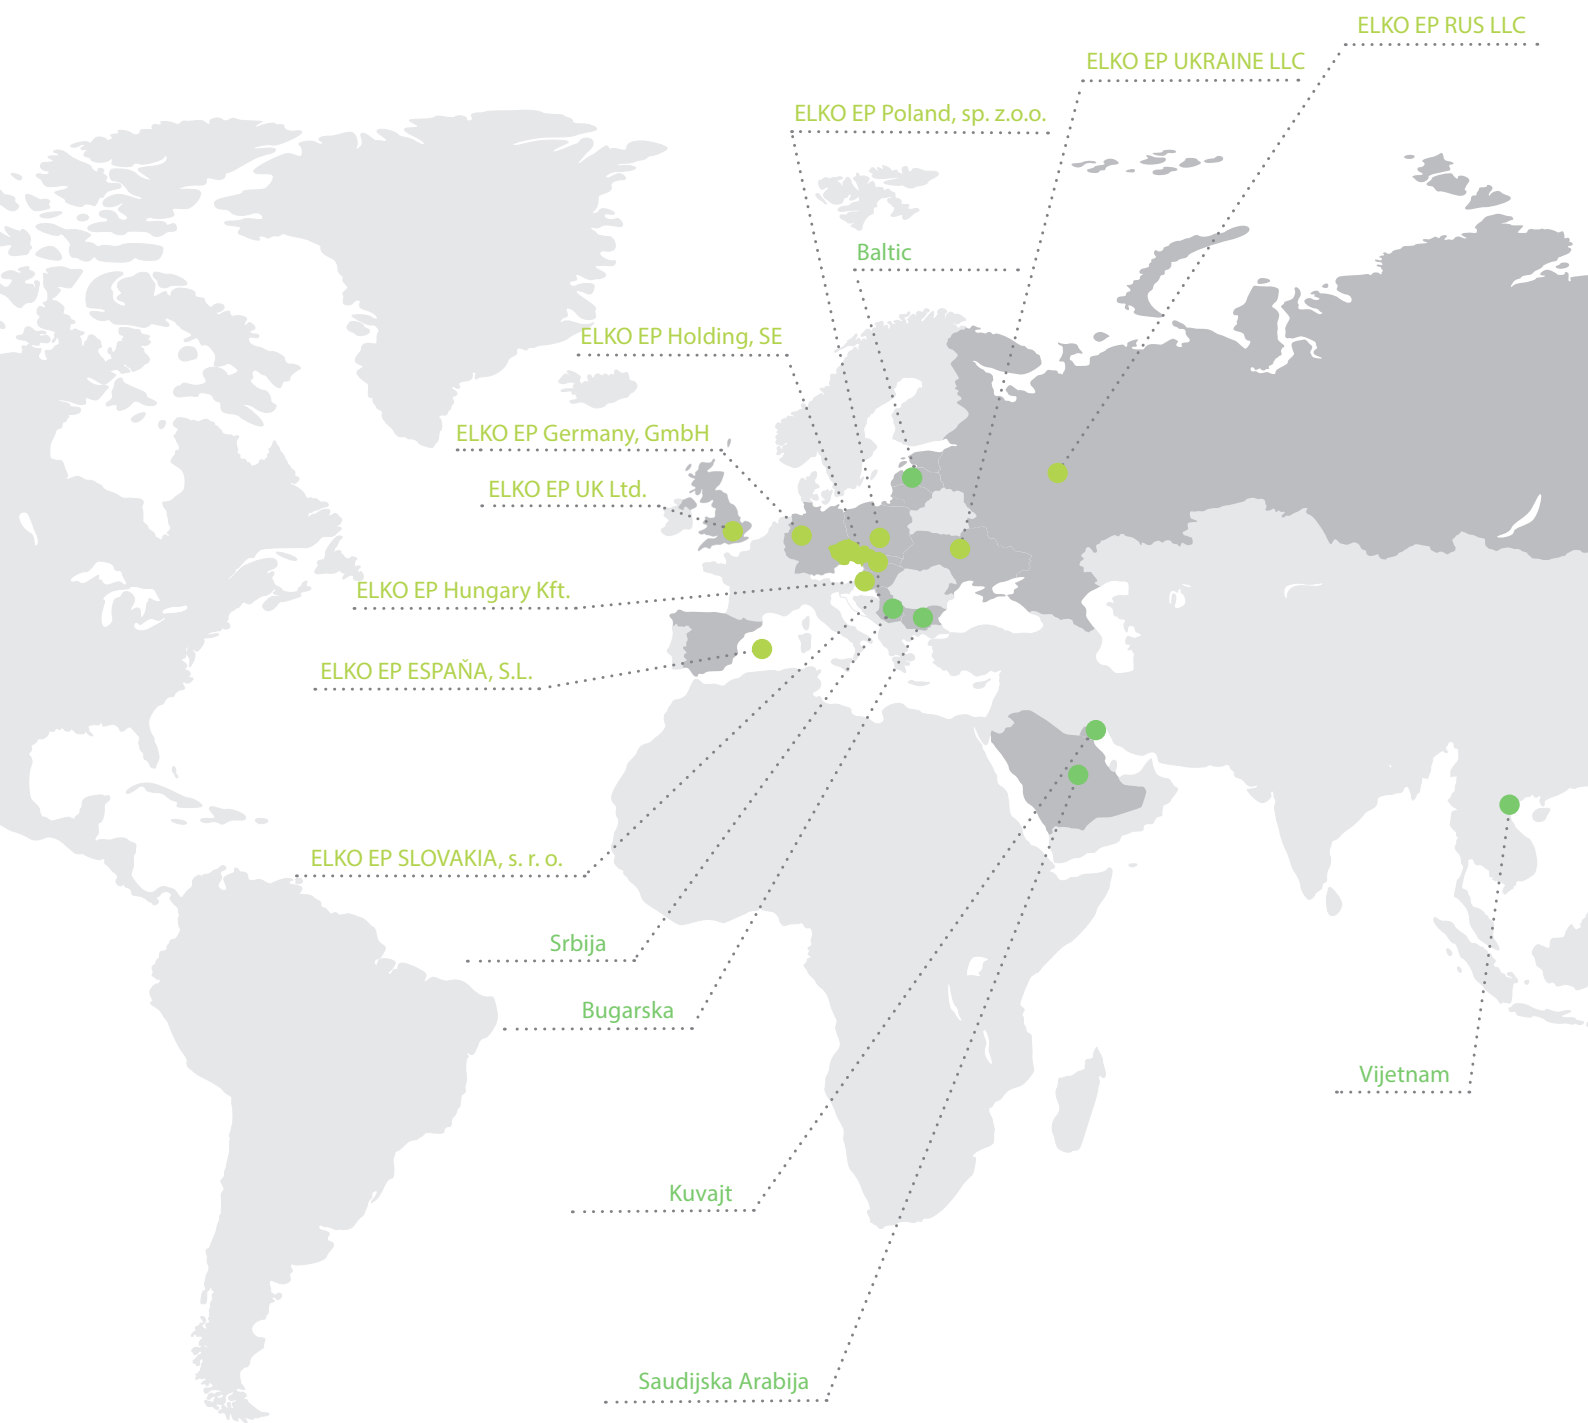 ELKO EP RUS LLC
ELKO EP UKRAINE LLC
ELKO EP Poland, sp. z.o.o.
Baltic
ELKO EP Holding, SE
ELKO EP Germany, GmbH
ELKO EP UK Ltd.
ELKO EP Hungary Kft.
ELKO EP ESPAŇA, S.L.
ELKO EP SLOVAKIA, s. r. o.
Srbija
Bugarska
Vijetnam
Kuvajt
Saudijska Arabija